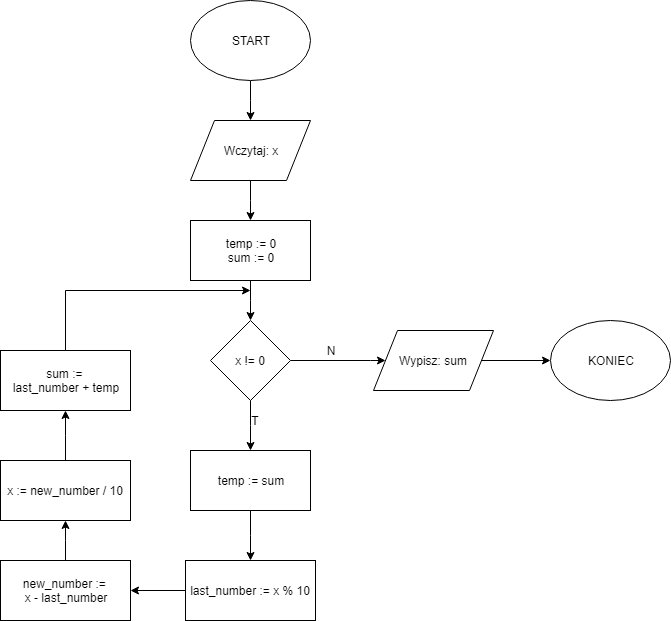 START
Wczytaj: x
temp := 0
sum := 0
x != 0
N
Wypisz: sum
KONIEC
T
temp := sum
last_number := x % 10
new_number :=
x - last_number
x := new_number / 10
sum :=
last_number + temp